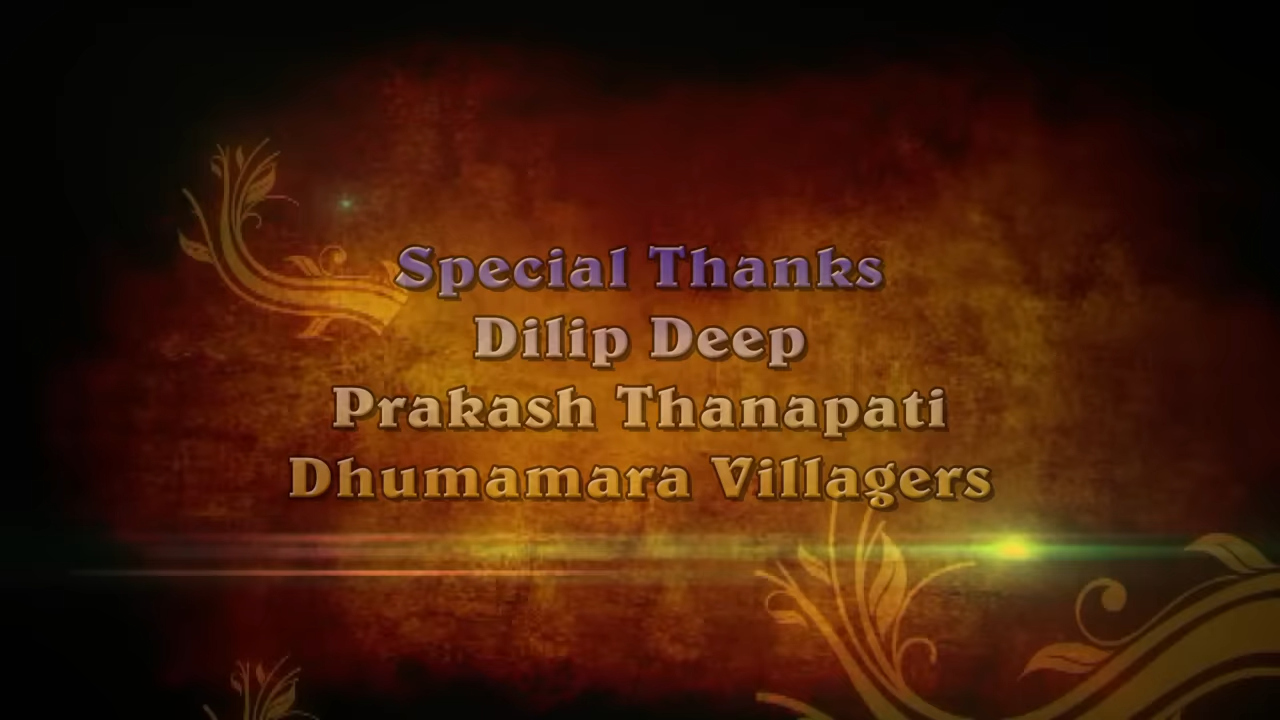 Special Thanks
Dilip Deep
Prakash Thanapati
Dhumamara Villagers